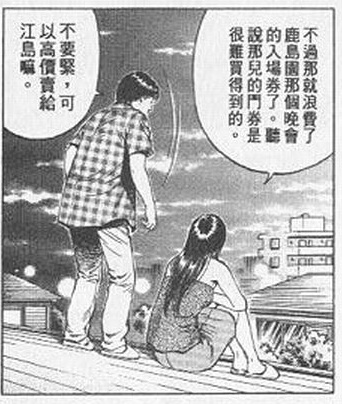 不過那就浪費了
鹿島園那個晚會
的入場券了。聽
說那兒的門券是
很難買得到的。
不要緊，可
以高價賣給
江島嘛。